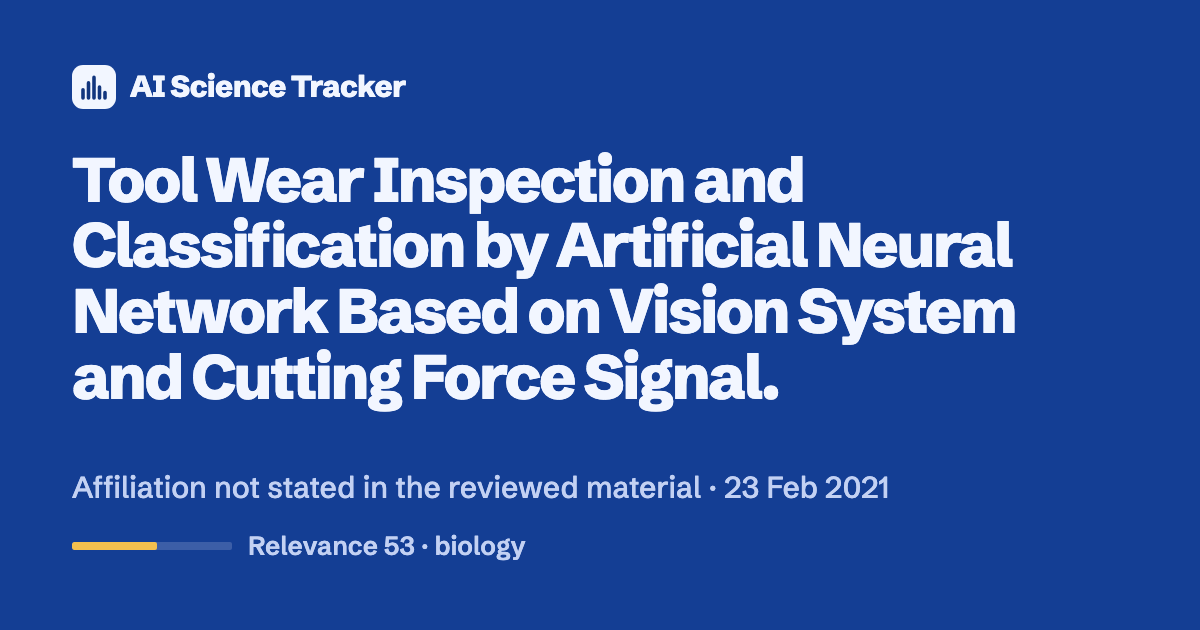 AI Science Tracker
Tool Wear Inspection and
Classification by Artificial Neural
Network Based on Vision System
and Cutting Force Signal.
Affiliation not stated in the reviewed material · 23 Feb 2021
Relevance 53 · biology